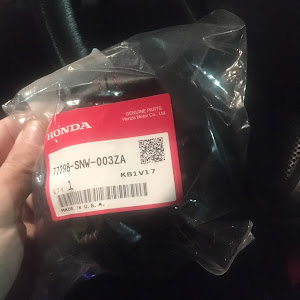 GENUINE PARTS
Honda Motor Co., Ltd.
HONDA
77298-SNW-003ZA
QTY 1
KB1V17
MADE IN U.S.A.